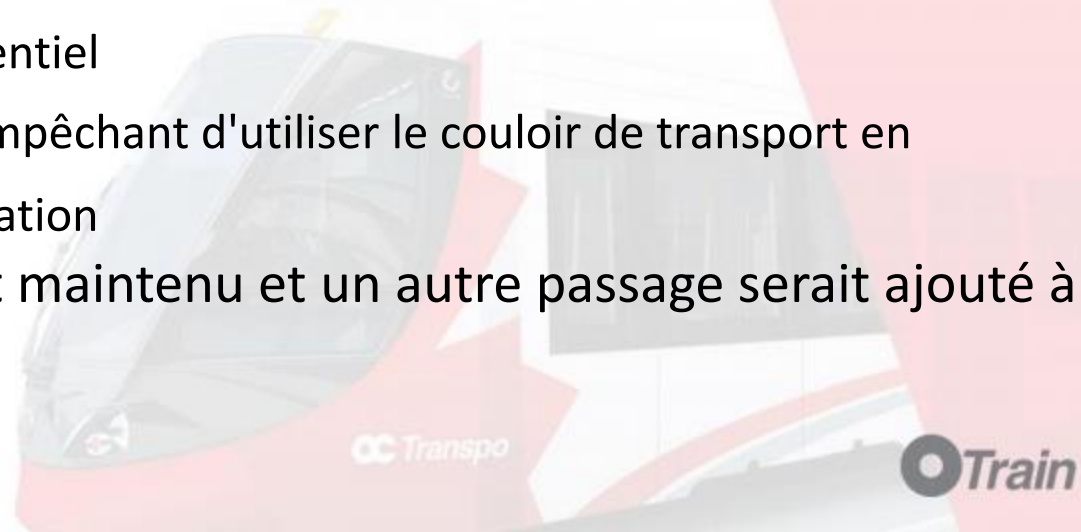 entiel
mpêchant d'utiliser le couloir de transport en
ation
maintenu et un autre passage serait ajouté à
OC Transpo
OTrain